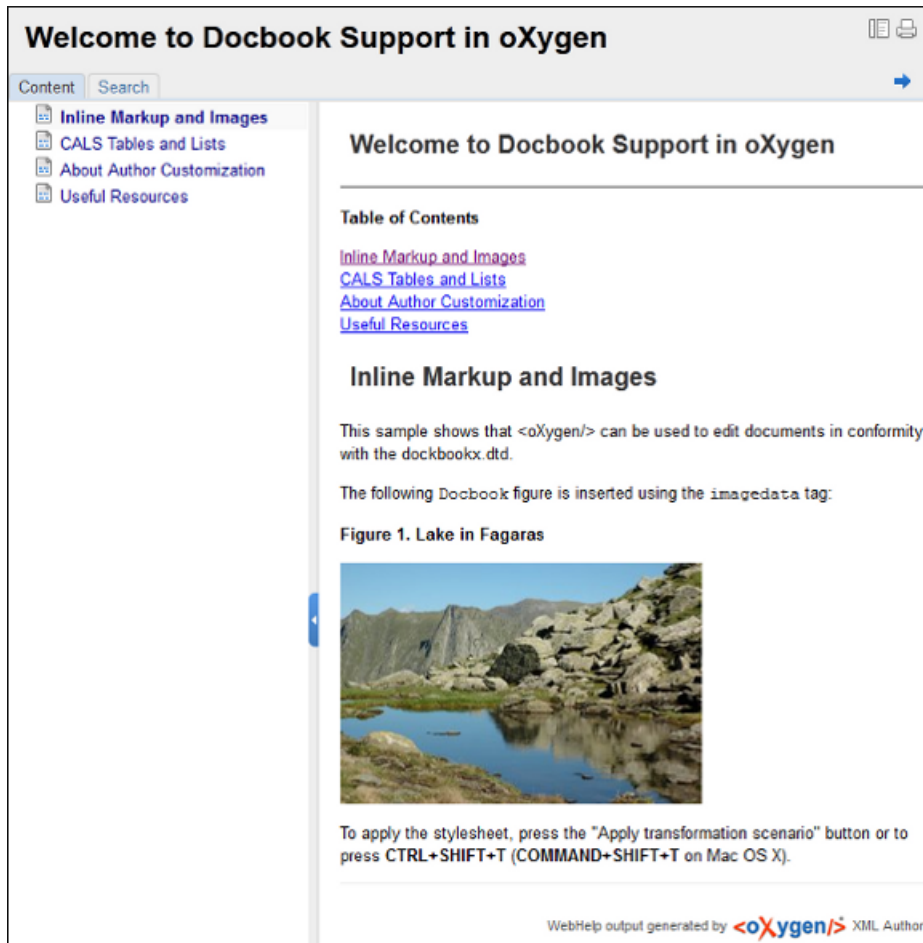 Welcome to Docbook Support in oXygen
Content
Search
Inline Markup and Images
CALS Tables and Lists
About Author Customization
Useful Resources
Welcome to Docbook Support in oXygen
Table of Contents
Inline Markup and Images
CALS Tables and Lists
About Author Customization
Useful Resources
Inline Markup and Images
This sample shows that <oXygen/> can be used to edit documents in conformity
with the dockbookx.dtd.
The following Docbook figure is inserted using the imagedata tag:
Figure 1. Lake in Fagaras
To apply the stylesheet, press the "Apply transformation scenario" button or to
press CTRL+SHIFT+T (COMMAND+SHIFT+T on Mac OS X).
WebHelp output generated by <oXygen/> XML Author